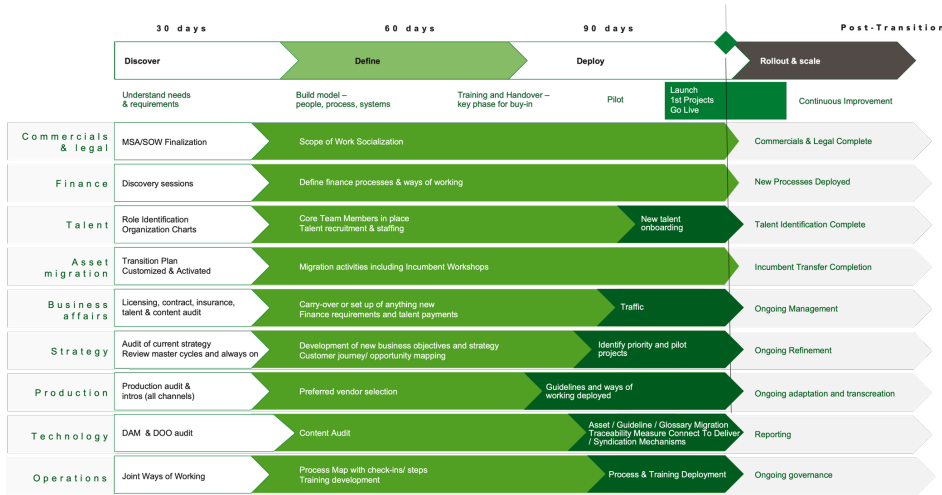 30 days
60 days
90 days
Post-Transition
Discover
Define
Deploy
Rollout & scale
Understand needs
& requirements
Build model –
people, process, systems
Training and Handover –
key phase for buy-in
Pilot
Launch
1st Projects
Go Live
Continuous Improvement
Commercials
& legal
MSA/SOW Finalization
Scope of Work Socialization
Commercials & Legal Complete
Finance
Discovery sessions
Define finance processes & ways of working
New Processes Deployed
Talent
Role Identification
Organization Charts
Core Team Members in place
Talent recruitment & staffing
New talent
onboarding
Talent Identification Complete
Asset
migration
Transition Plan
Customized & Activated
Migration activities including Incumbent Workshops
Incumbent Transfer Completion
Business
affairs
Licensing, contract, insurance,
talent & content audit
Carry-over or set up of anything new
Finance requirements and talent payments
Traffic
Ongoing Management
Strategy
Audit of current strategy
Review master cycles and always on
Development of new business objectives and strategy
Customer journey/ opportunity mapping
Identify priority and pilot
projects
Ongoing Refinement
Production
Production audit &
intros (all channels)
Preferred vendor selection
Guidelines and ways of
working deployed
Ongoing adaptation and transcreation
Technology
DAM & DOO audit
Content Audit
Asset / Guideline / Glossary Migration
Traceability Measure Connect To Deliver
/ Syndication Mechanisms
Reporting
Operations
Joint Ways of Working
Process Map with check-ins/ steps
Training development
Process & Training Deployment
Ongoing governance